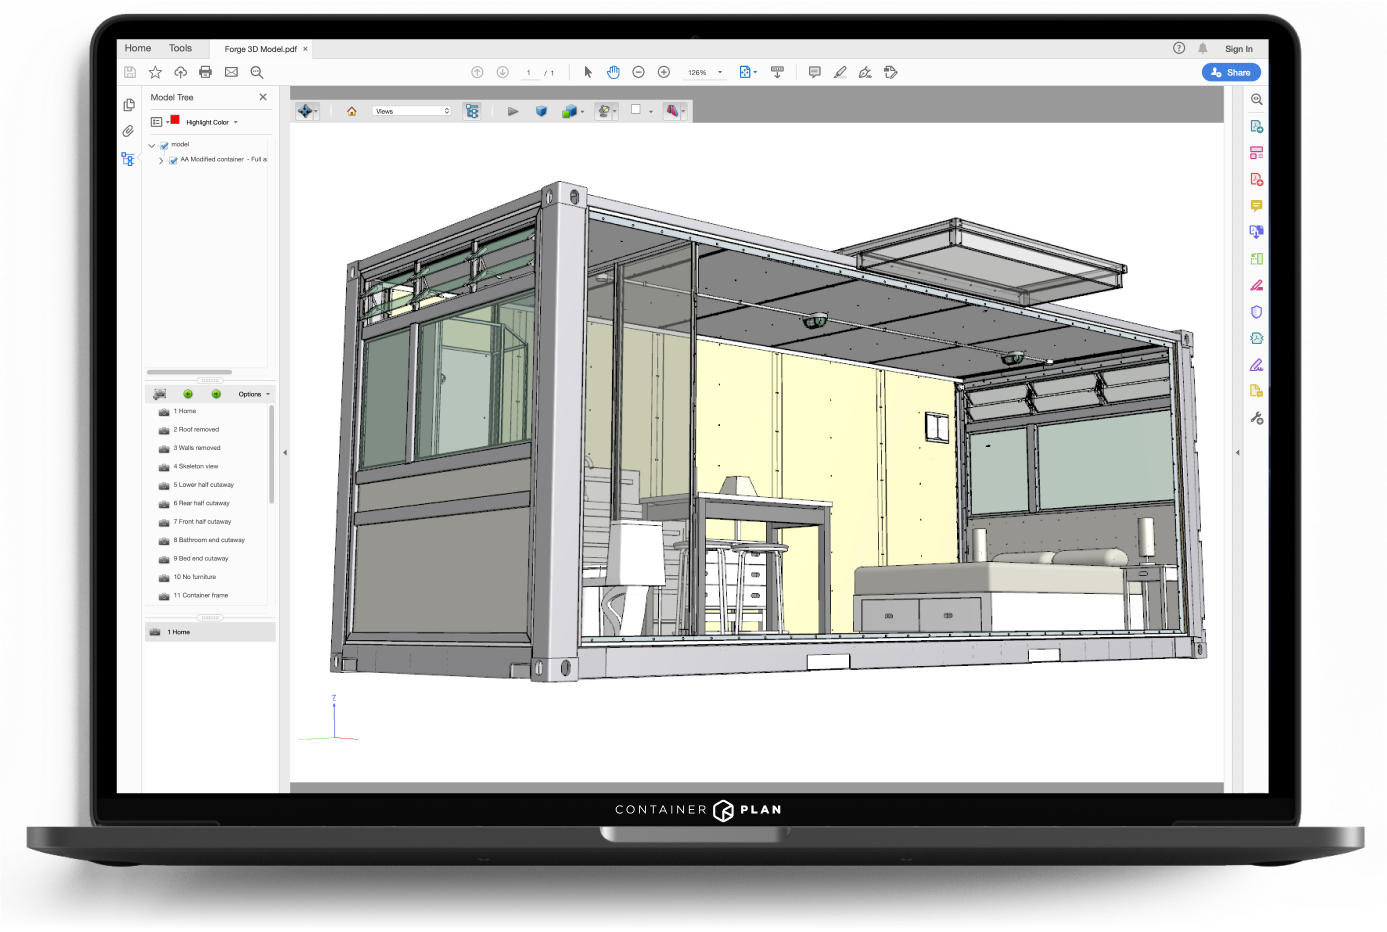 Home Tools Forge 3D Model.pdf × Sign In
1 / 1 126% Share
Model Tree
Views
Highlight Color
model
AA Modified container - Full a
Options
1 Home
2 Roof removed
3 Walls removed
4 Skeleton view
5 Lower half cutaway
6 Rear half cutaway
7 Front half cutaway
8 Bathroom end cutaway
9 Bed end cutaway
10 No furniture
11 Container frame
1 Home
Z
CONTAINER PLAN